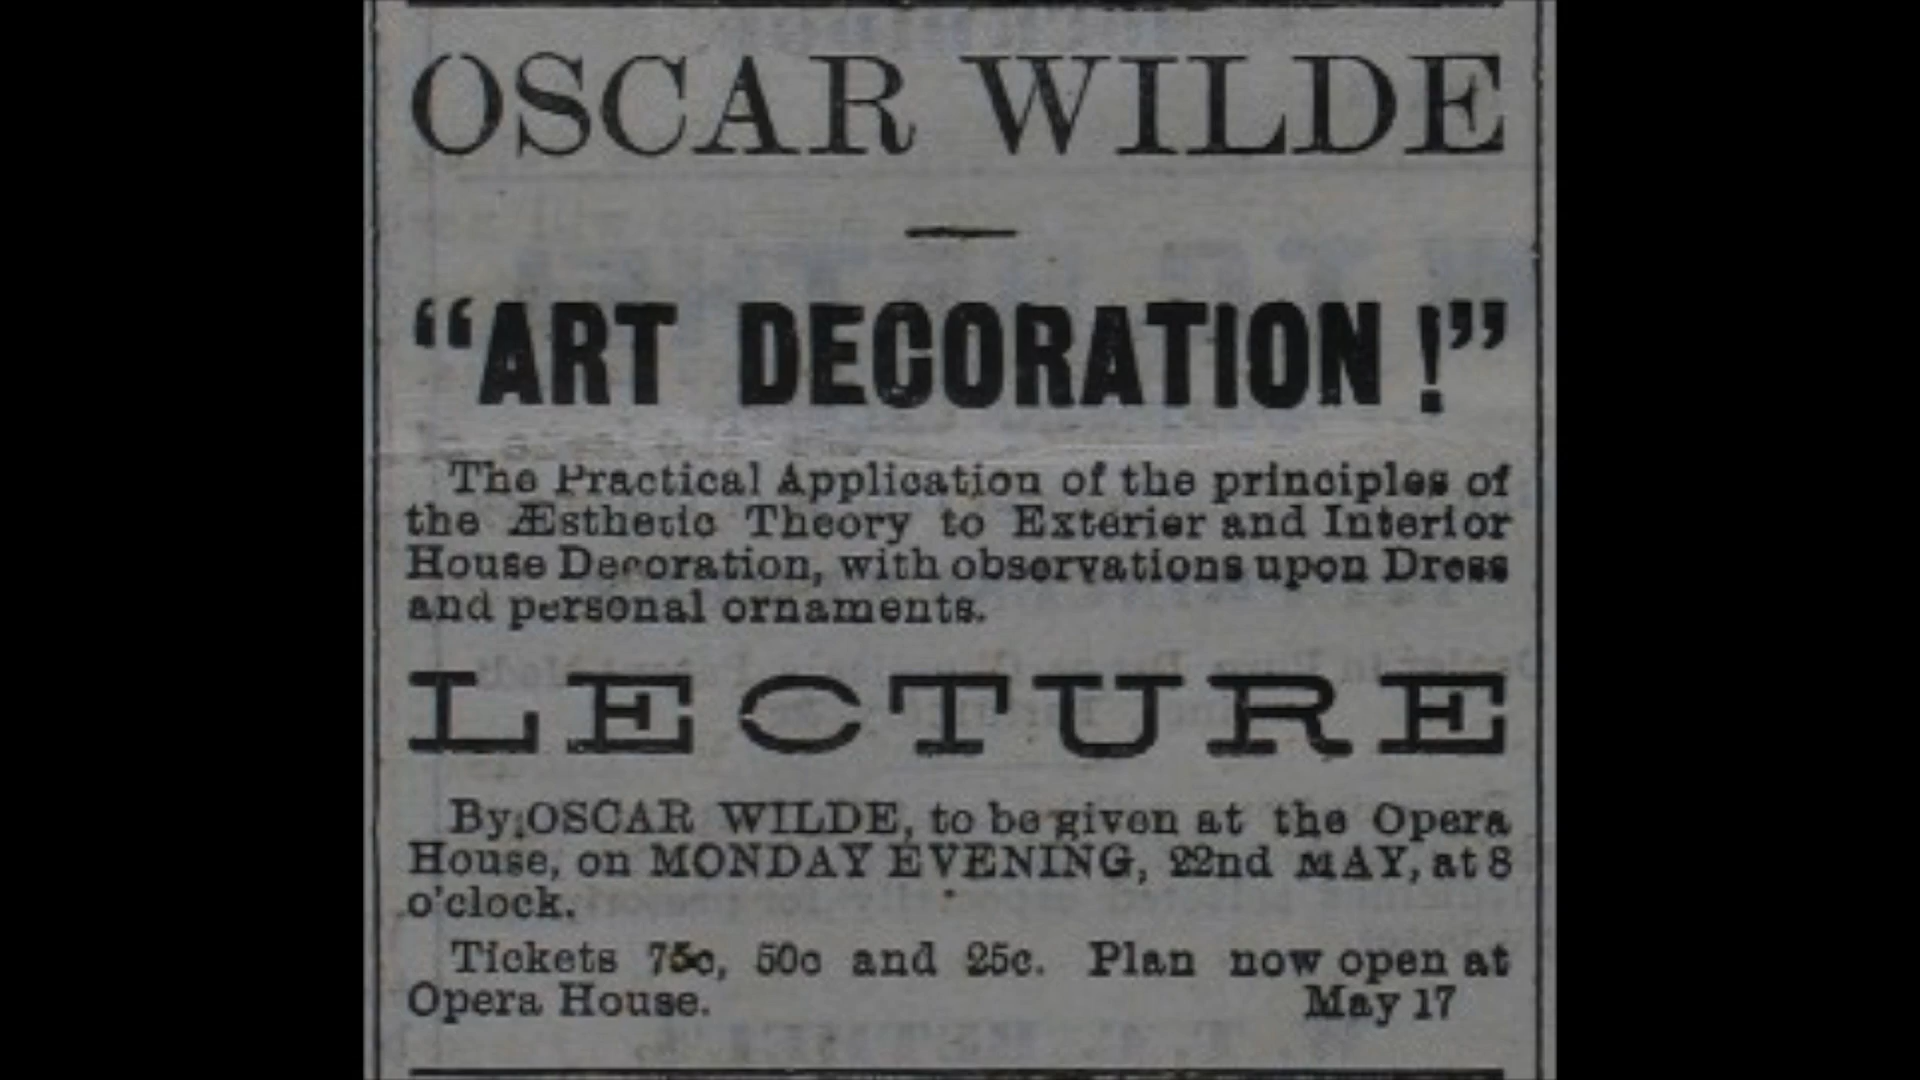 OSCAR WILDE
“ART DECORATION !”
The Practical Application of the principles of
the Æsthetic Theory to Exterier and Interior
House Decoration, with observations upon Dress
and personal ornaments.
LECTURE
By OSCAR WILDE, to be given at the Opera
House, on MONDAY EVENING, 22nd MAY, at 8
o'clock.
Tickets 75c, 50c and 25c. Plan now open at
Opera House. May 17